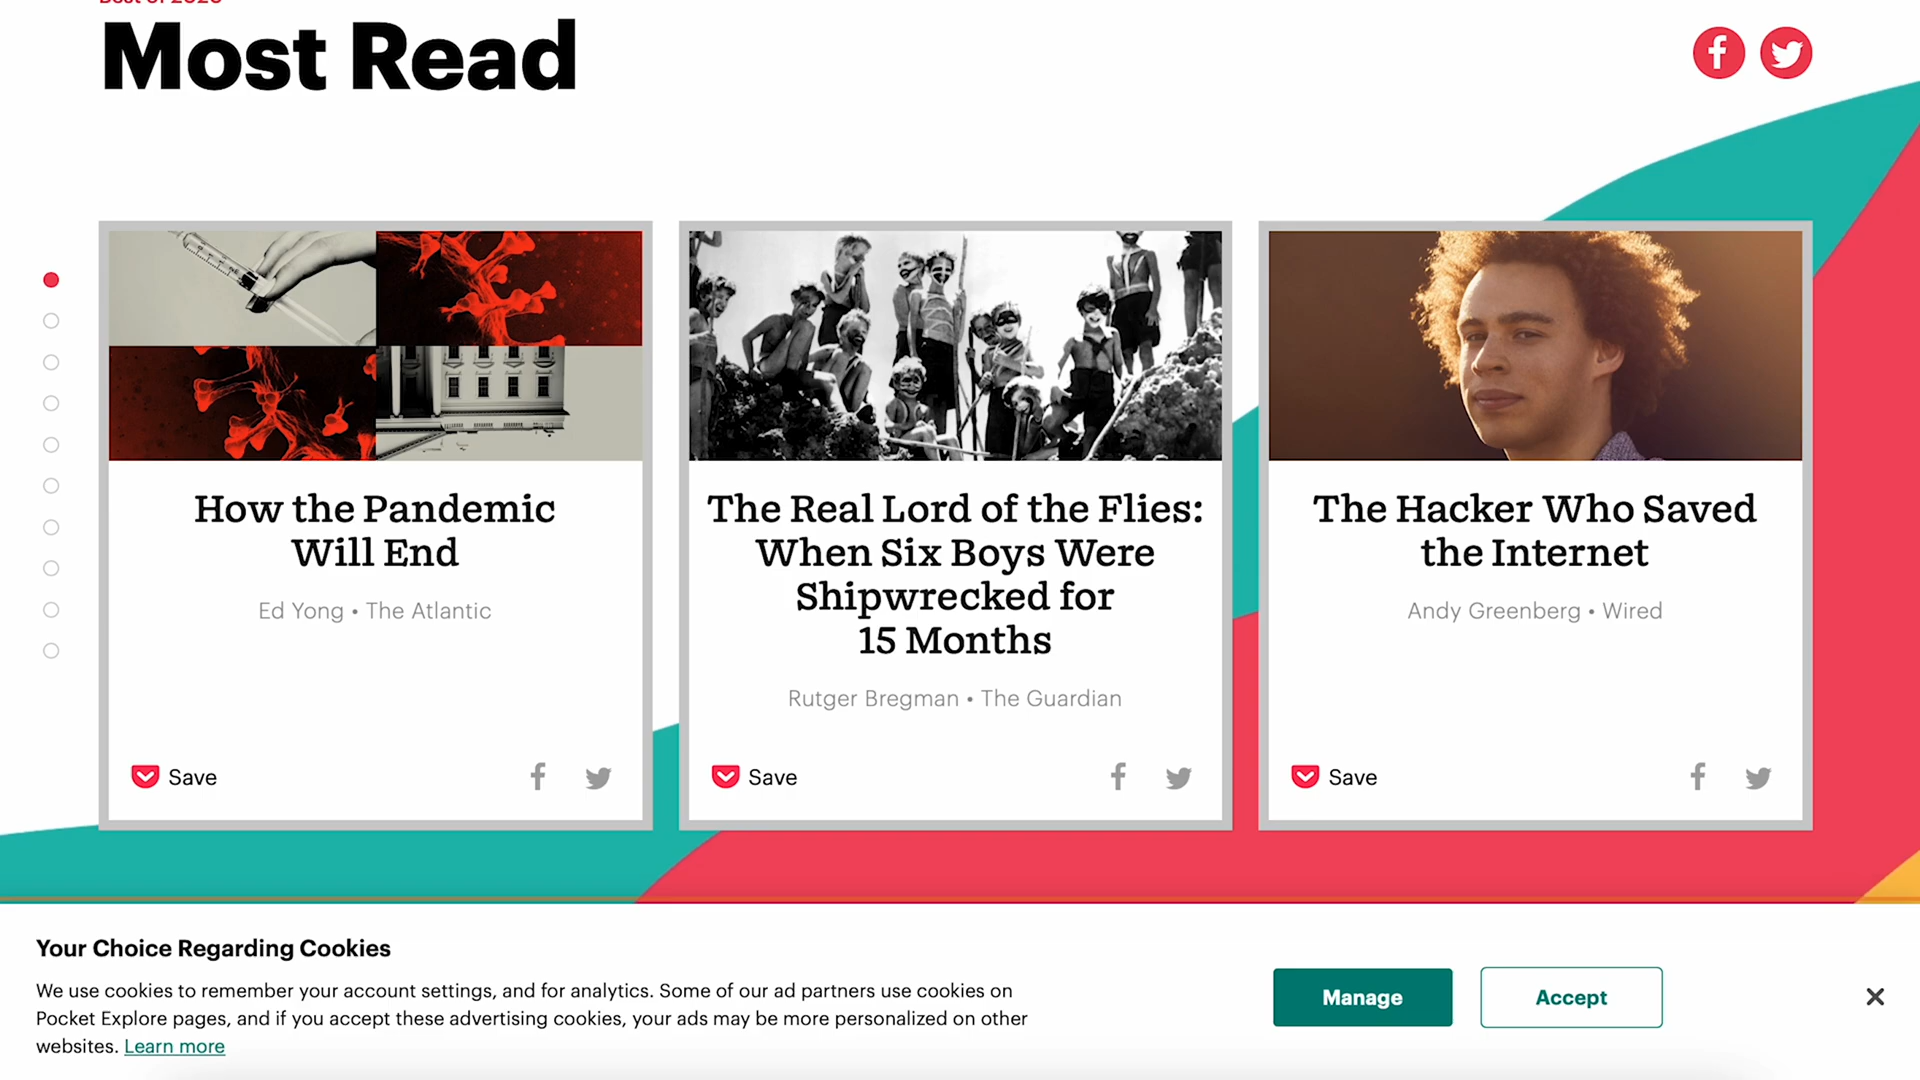 Best of 2020
Most Read
How the Pandemic
Will End
Ed Yong • The Atlantic
Save
The Real Lord of the Flies:
When Six Boys Were
Shipwrecked for
15 Months
Rutger Bregman • The Guardian
Save
The Hacker Who Saved
the Internet
Andy Greenberg • Wired
Save
Your Choice Regarding Cookies
We use cookies to remember your account settings, and for analytics. Some of our ad partners use cookies on
Pocket Explore pages, and if you accept these advertising cookies, your ads may be more personalized on other
websites. Learn more
Manage
Accept